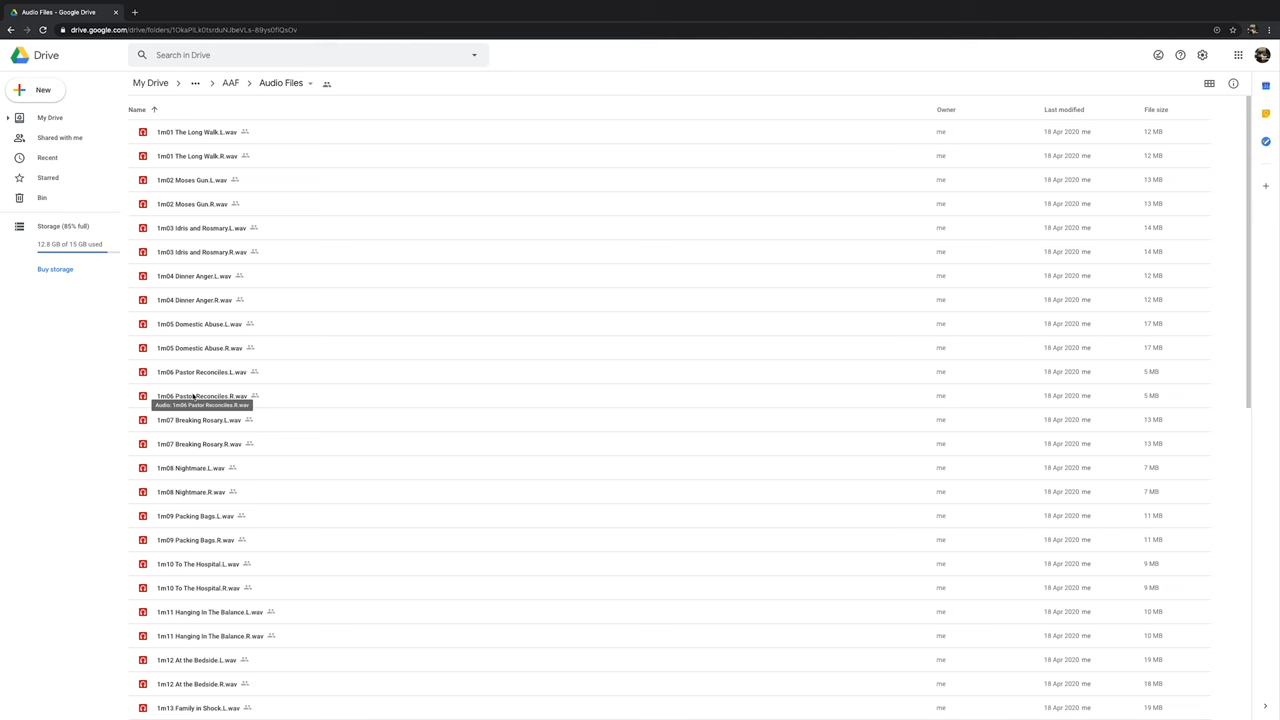 Audio Files – Google Drive
drive.google.com/drive/folders/1OkaPlLk0tsrduNJbeVLs-89ys0flQsOv
Drive
Search in Drive
My Drive
AAF
Audio Files
New
My Drive
Shared with me
Recent
Starred
Bin
Storage (85% full)
12.8 GB of 15 GB used
Buy storage
Name Owner Last modified File size
1m01 The Long Walk.L.wav me 18 Apr 2020 me 12 MB
1m01 The Long Walk.R.wav me 18 Apr 2020 me 12 MB
1m02 Moses Gun.L.wav me 18 Apr 2020 me 13 MB
1m02 Moses Gun.R.wav me 18 Apr 2020 me 13 MB
1m03 Idris and Rosmary.L.wav me 18 Apr 2020 me 14 MB
1m03 Idris and Rosmary.R.wav me 18 Apr 2020 me 14 MB
1m04 Dinner Anger.L.wav me 18 Apr 2020 me 12 MB
1m04 Dinner Anger.R.wav me 18 Apr 2020 me 12 MB
1m05 Domestic Abuse.L.wav me 18 Apr 2020 me 17 MB
1m05 Domestic Abuse.R.wav me 18 Apr 2020 me 17 MB
1m06 Pastor Reconciles.L.wav me 18 Apr 2020 me 5 MB
1m06 Pastor Reconciles.R.wav me 18 Apr 2020 me 5 MB
Audio: 1m06 Pastor Reconciles.R.wav
1m07 Breaking Rosary.L.wav me 18 Apr 2020 me 13 MB
1m07 Breaking Rosary.R.wav me 18 Apr 2020 me 13 MB
1m08 Nightmare.L.wav me 18 Apr 2020 me 7 MB
1m08 Nightmare.R.wav me 18 Apr 2020 me 7 MB
1m09 Packing Bags.L.wav me 18 Apr 2020 me 11 MB
1m09 Packing Bags.R.wav me 18 Apr 2020 me 11 MB
1m10 To The Hospital.L.wav me 18 Apr 2020 me 9 MB
1m10 To The Hospital.R.wav me 18 Apr 2020 me 9 MB
1m11 Hanging In The Balance.L.wav me 18 Apr 2020 me 10 MB
1m11 Hanging In The Balance.R.wav me 18 Apr 2020 me 10 MB
1m12 At the Bedside.L.wav me 18 Apr 2020 me 19 MB
1m12 At the Bedside.R.wav me 18 Apr 2020 me 18 MB
1m13 Family in Shock.L.wav me 18 Apr 2020 me 19 MB